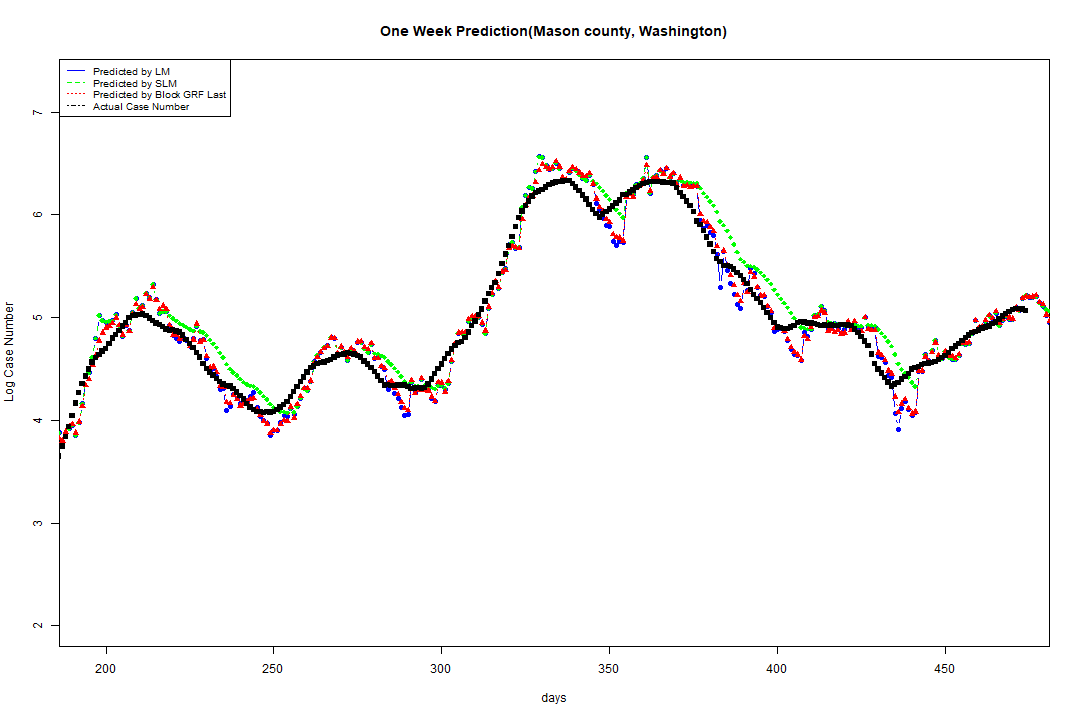 One Week Prediction(Mason county, Washington)
Predicted by LM
Predicted by SLM
Predicted by Block GRF Last
Actual Case Number
7
6
5
4
3
2
Log Case Number
200 250 300 350 400 450
days